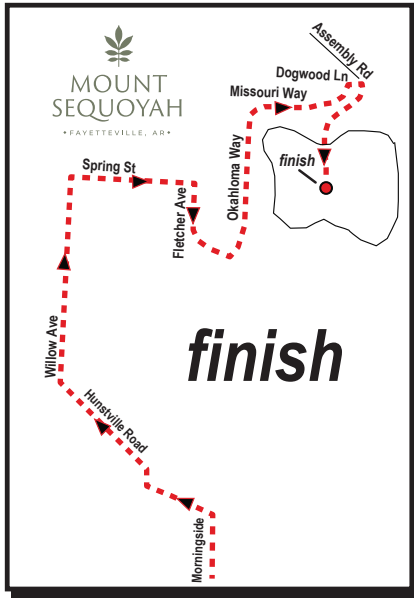 MOUNT
SEQUOYAH
•FAYETTEVILLE, AR•
Assembly Rd
Dogwood Ln
Missouri Way
Spring St
Fletcher Ave
Okahloma Way
finish
finish
Willow Ave
Hunstville Road
Morningside